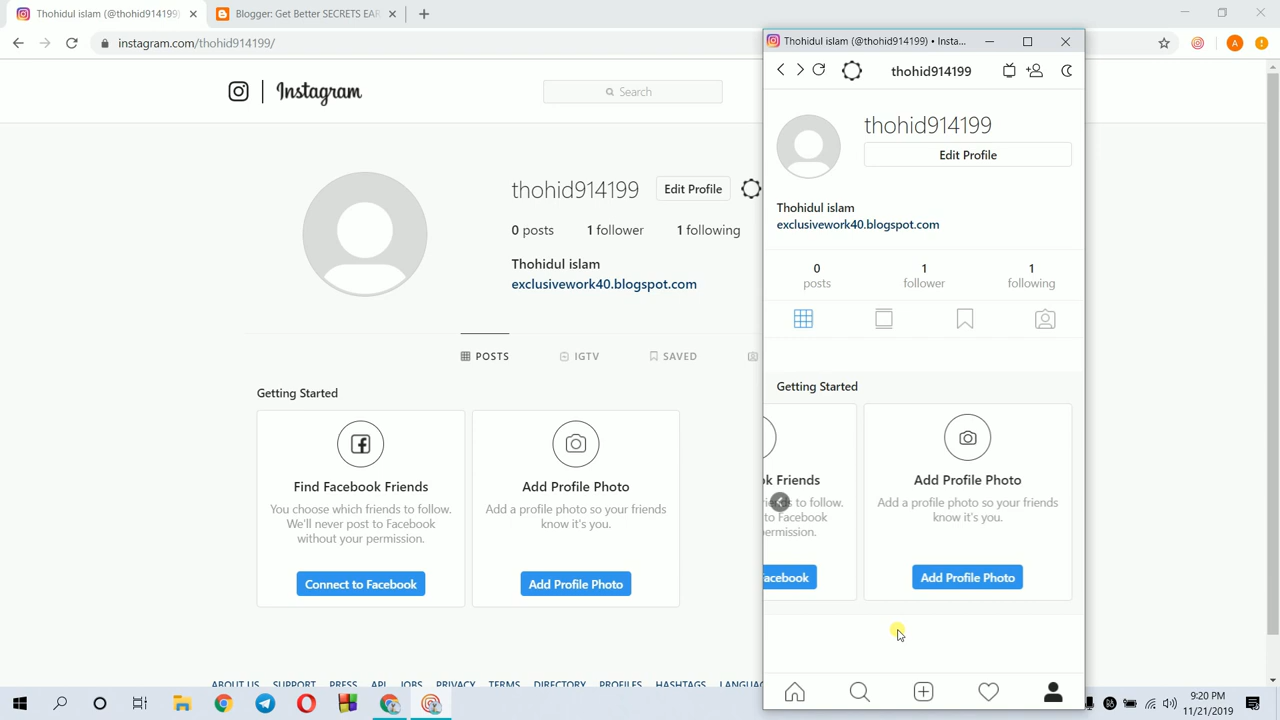 Thohidul islam (@thohid914199)
Blogger: Get Better SECRETS EAR
instagram.com/thohid914199/
A
Instagram
Search
thohid914199
Edit Profile
0 posts
1 follower
1 following
Thohidul islam
exclusivework40.blogspot.com
POSTS
IGTV
SAVED
Getting Started
Find Facebook Friends
You choose which friends to follow.
We'll never post to Facebook
without your permission.
Connect to Facebook
Add Profile Photo
Add a profile photo so your friends
know it's you.
Add Profile Photo
ABOUT US
SUPPORT
PRESS
API
JOBS
PRIVACY
TERMS
DIRECTORY
PROFILES
HASHTAGS
LANGUAG
Thohidul islam (@thohid914199) • Insta...
thohid914199
thohid914199
Edit Profile
Thohidul islam
exclusivework40.blogspot.com
0
posts
1
follower
1
following
Getting Started
k Friends
iends to follow.
to Facebook
ermission.
acebook
Add Profile Photo
Add a profile photo so your friends
know it's you.
Add Profile Photo
9:20 PM
11/21/2019